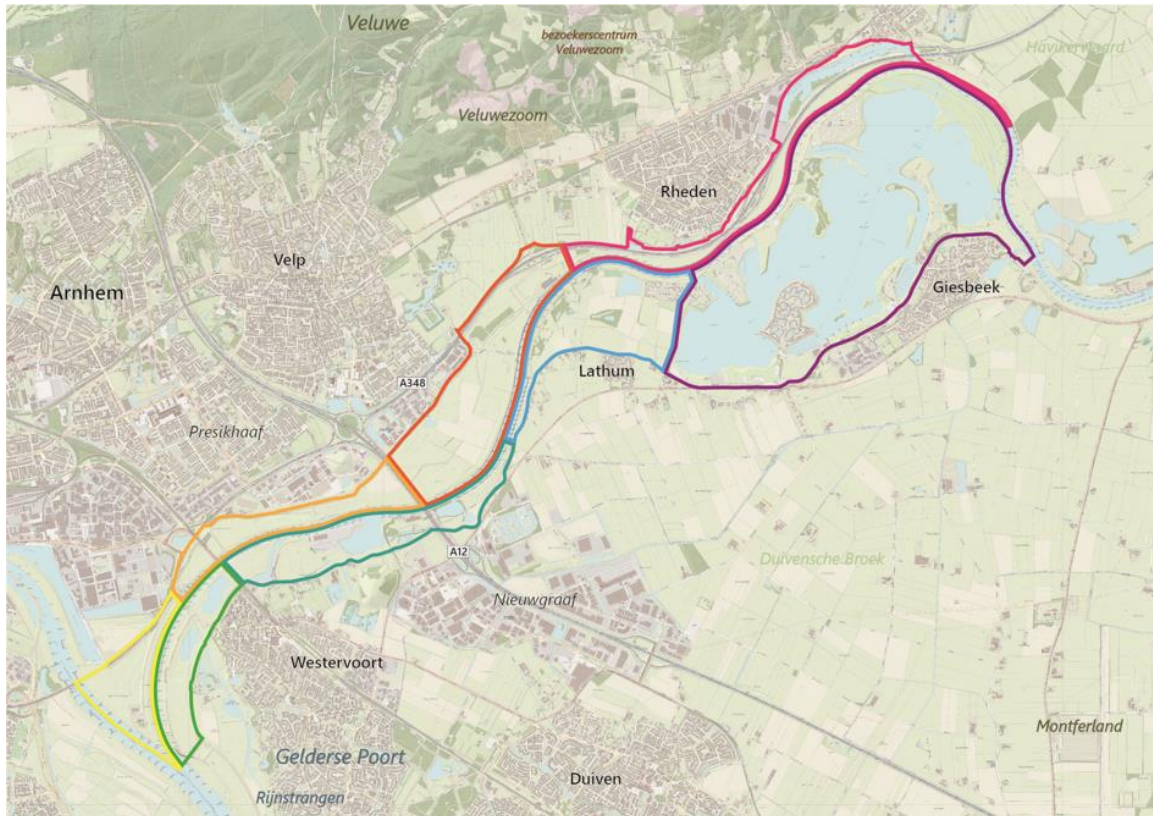 Veluwe
bezoekerscentrum
Veluwezoom
Havikerwaard
Veluwezoom
Rheden
Velp
Arnhem
Giesbeek
Lathum
A348
Presikhaaf
A12
Duivensche Broek
Nieuwgraaf
Westervoort
Montferland
Gelderse Poort
Duiven
Rijnstrangen